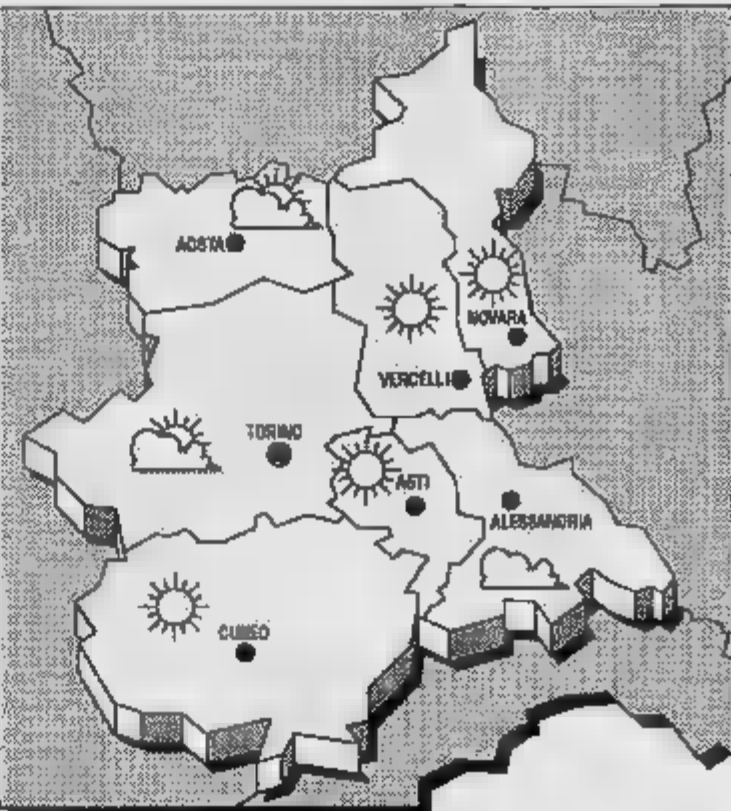 AOSTA
NOVARA
VERCELLI
TORINO
ASTI
ALESSANDRIA
CUNEO